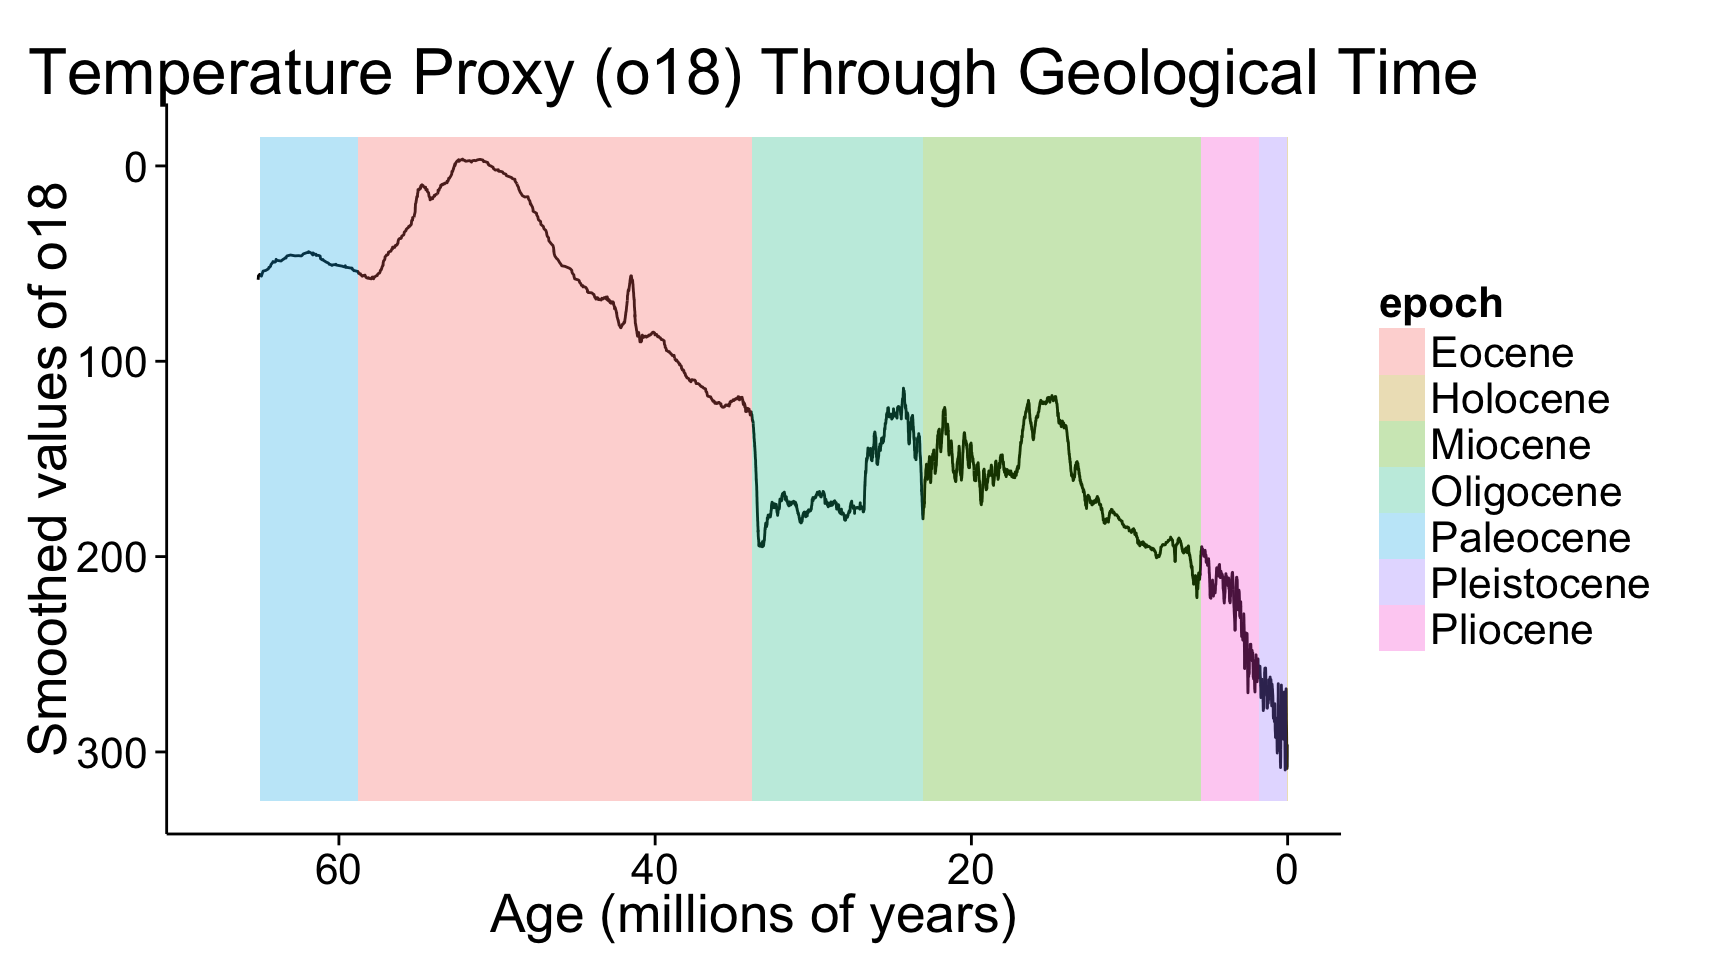 Temperature Proxy (o18) Through Geological Time
Smoothed values of o18
0
100
200
300
60
40
20
0
Age (millions of years)
epoch
Eocene
Holocene
Miocene
Oligocene
Paleocene
Pleistocene
Pliocene